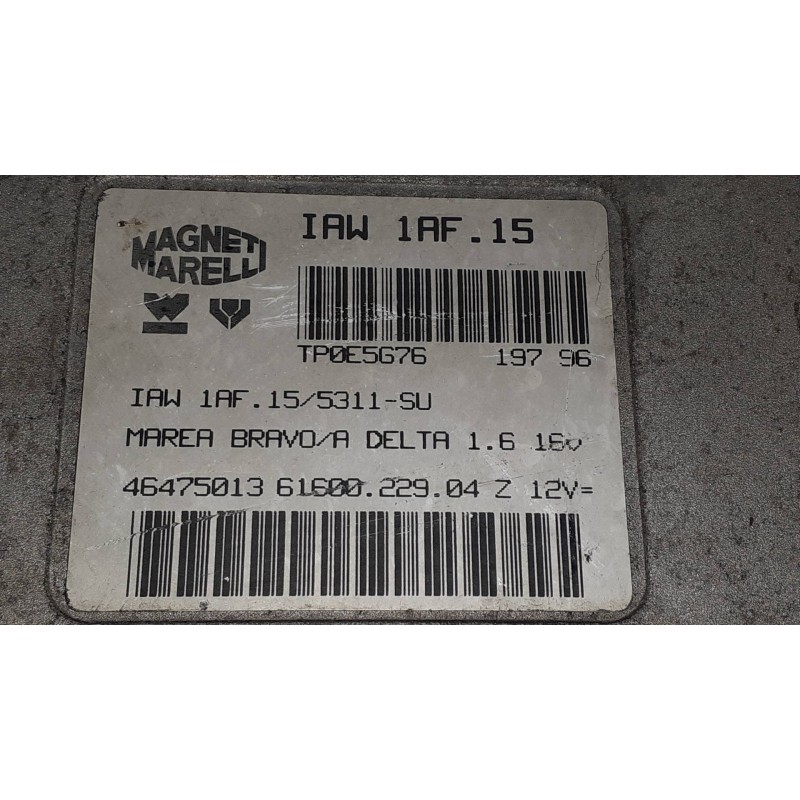 MAGNETI
MARELLI
IAW 1AF.15
TP0E5G76 197 96
IAW 1AF.15/5311-SU
MAREA BRAVO/A DELTA 1.6 16V
46475013 61600.229.04 Z 12V=